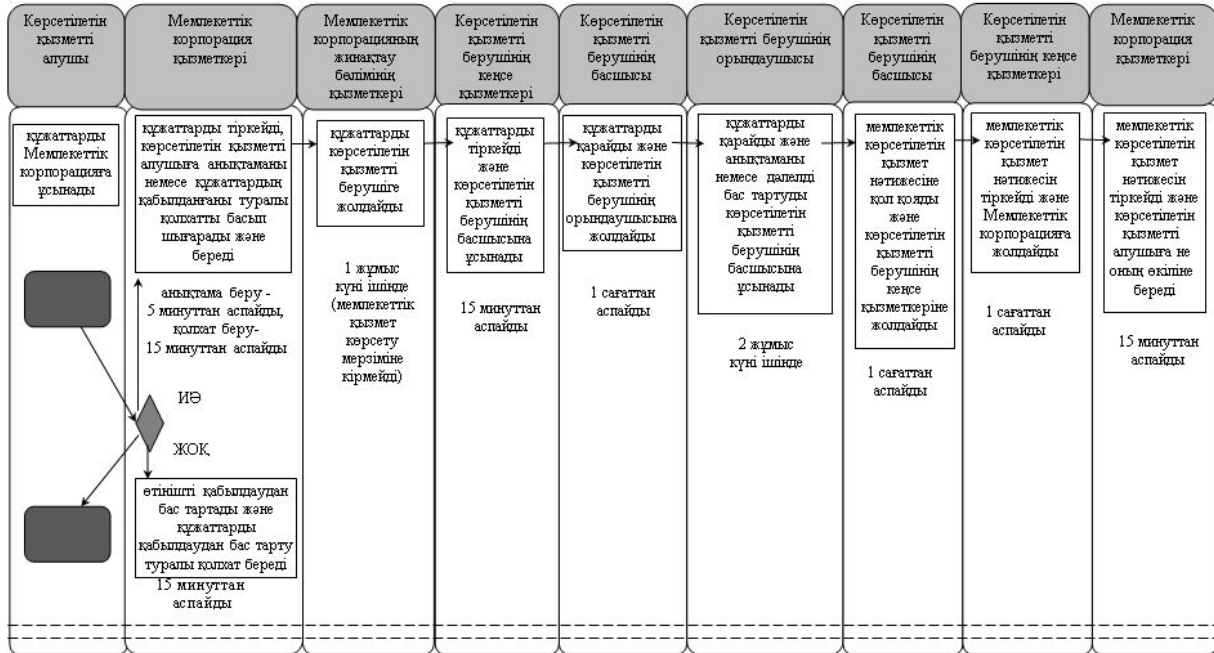 Көрсетілетін
қызметті
алушы
Мемлекеттік
корпорация
қызметкері
Мемлекеттік
корпорацияның
жинақтау
бөлімінің
қызметкері
Көрсетілетін
қызметті
берушінің
кеңсе
қызметкері
Көрсетілетін
қызметті
берушінің
басшысы
Көрсетілетін
қызметті берушінің
орындаушысы
Көрсетілетін
қызметті
берушінің
басшысы
Көрсетілетін
қызметті
берушінің кеңсе
қызметкері
Мемлекеттік
корпорация
қызметкері
құжаттарды
Мемлекеттік
корпорацияға
ұсынады
құжаттарды тіркейді,
көрсетілетін қызметті
алушыға анықтаманы
немесе құжаттардың
қабылданғаны туралы
қолхатты басып
шығарады және
береді
анықтама беру -
5 минуттан аспайды,
қолхат беру-
15 минуттан аспайды
ИӘ
ЖОҚ
өтінішті қабылдаудан
бас тартады және
құжаттарды
қабылдаудан бас тарту
туралы қолхат береді
15 минуттан
аспайды
құжаттарды
көрсетілетін
қызметті
берушіге
жолдайды
1 жұмыс
күні ішінде
(мемлекеттік
қызмет
көрсету
мерзіміне
кірмейді)
құжаттарды
тіркейді
және
көрсетілетін
қызметті
берушінің
басшысына
ұсынады
15 минуттан
аспайды
құжаттарды
қарайды және
көрсетілетін
қызметті
берушінің
орындаушысына
жолдайды
1 сағаттан
аспайды
құжаттарды
қарайды және
анықтаманы
немесе дәлелді
бас тартуды
көрсетілетін
қызметті
берушінің
басшысына
ұсынады
2 жұмыс
күні ішінде
мемлекеттік
көрсетілетін
қызмет
нәтижесіне
қол қояды
және
көрсетілетін
қызметті
берушінің
кеңсе
қызметкеріне
жолдайды
1 сағаттан
аспайды
мемлекеттік
көрсетілетін
қызмет
нәтижесін
тіркейді және
Мемлекеттік
корпорацияға
жолдайды
1 сағаттан
аспайды
мемлекеттік
көрсетілетін
қызмет
нәтижесін
тіркейді және
көрсетілетін
қызметті
алушыға не
оның өкіліне
береді
15 минуттан
аспайды